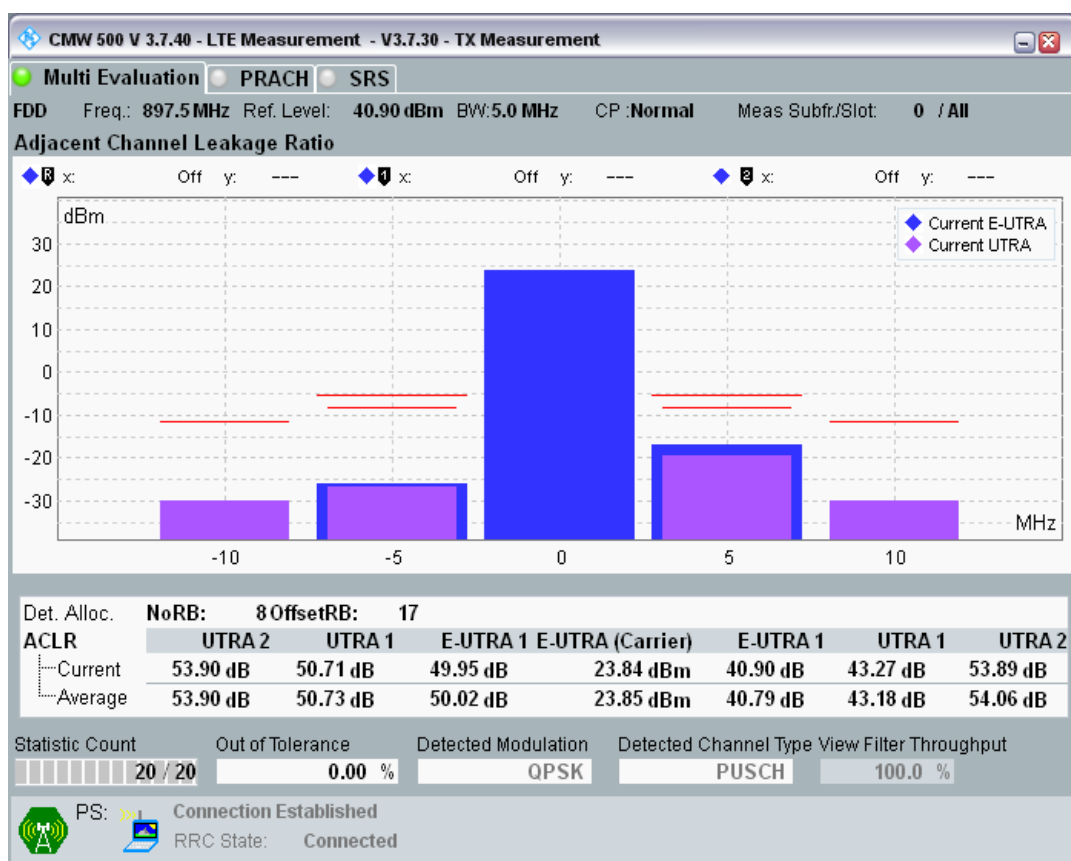 CMW 500 V 3.7.40 - LTE Measurement - V3.7.30 - TX Measurement
Multi Evaluation PRACH SRS
FDD Freq.: 897.5 MHz Ref. Level: 40.90 dBm BW:5.0 MHz CP :Normal Meas Subfr./Slot: 0 / All
Adjacent Channel Leakage Ratio
R x: Off y: --- 1 x: Off y: --- 2 x: Off y: ---
dBm
Current E-UTRA
Current UTRA
30
20
10
0
-10
-20
-30
MHz
-10 -5 0 5 10
Det. Alloc. NoRB: 8 OffsetRB: 17
ACLR UTRA 2 UTRA 1 E-UTRA 1 E-UTRA (Carrier) E-UTRA 1 UTRA 1 UTRA 2
Current 53.90 dB 50.71 dB 49.95 dB 23.84 dBm 40.90 dB 43.27 dB 53.89 dB
Average 53.90 dB 50.73 dB 50.02 dB 23.85 dBm 40.79 dB 43.18 dB 54.06 dB
Statistic Count Out of Tolerance Detected Modulation Detected Channel Type View Filter Throughput
20 / 20 0.00 % QPSK PUSCH 100.0 %
PS: Connection Established
RRC State: Connected